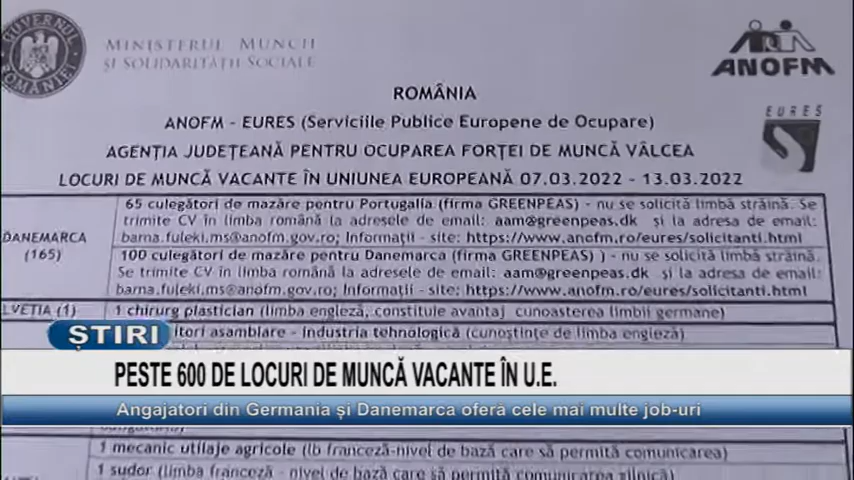 GUVERNUL ROMÂNIEI
MINISTERUL MUNCII
ȘI SOLIDARITĂȚII SOCIALE
ANOFM
EURES
ROMÂNIA
ANOFM - EURES (Serviciile Publice Europene de Ocupare)
AGENȚIA JUDEȚEANĂ PENTRU OCUPAREA FORȚEI DE MUNCĂ VÂLCEA
LOCURI DE MUNCĂ VACANTE ÎN UNIUNEA EUROPEANĂ 07.03.2022 - 13.03.2022
DANEMARCA
(165)
65 culegători de mazăre pentru Portugalia (firma GREENPEAS) - nu se solicită limbă străină. Se
trimite CV în limba română la adresele de email: aam@greenpeas.dk și la adresa de email:
barna.fuleki.ms@anofm.gov.ro; Informații - site: https://www.anofm.ro/eures/solicitanti.html
100 culegători de mazăre pentru Danemarca (firma GREENPEAS) ) - nu se solicită limbă străină.
Se trimite CV în limba română la adresele de email: aam@greenpeas.dk și la adresa de email:
barna.fuleki.ms@anofm.gov.ro; Informații - site: https://www.anofm.ro/eures/solicitanti.html
LVEȚIA (1)
1 chirurg plastician (limba engleză, constituie avantaj cunoasterea limbii germane)
itori asamblare - industria tehnologică (cunoștințe de limba engleză)
ȘTIRI
PESTE 600 DE LOCURI DE MUNCĂ VACANTE ÎN U.E.
Angajatori din Germania și Danemarca oferă cele mai multe job-uri
1 mecanic utilaje agricole (lb franceză-nivel de bază care să permită comunicarea)
1 sudor (limba franceză - nivel de bază care să permită comunicarea zilnică)